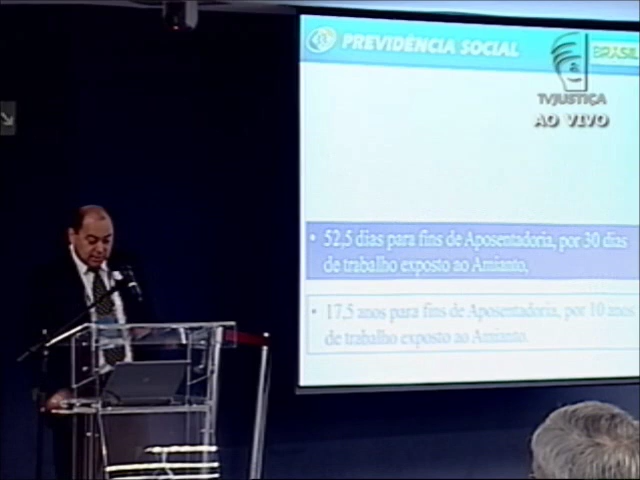 PREVIDÊNCIA SOCIAL
BRASIL
TVJUSTIÇA
AO VIVO
• 52,5 dias para fins de Aposentadoria, por 30 dias
de trabalho exposto ao Amianto,
• 17,5 anos para fins de Aposentadoria, por 10 anos
de trabalho exposto ao Amianto.